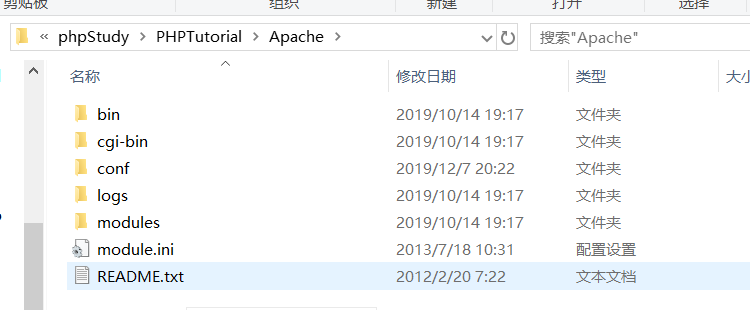 剪贴板 组织 新建 打开 选择
« phpStudy > PHPTutorial > Apache > 搜索"Apache"
名称 修改日期 类型 大小
bin 2019/10/14 19:17 文件夹
cgi-bin 2019/10/14 19:17 文件夹
conf 2019/12/7 20:22 文件夹
logs 2019/10/14 19:17 文件夹
modules 2019/10/14 19:17 文件夹
module.ini 2013/7/18 10:31 配置设置
README.txt 2012/2/20 7:22 文本文档